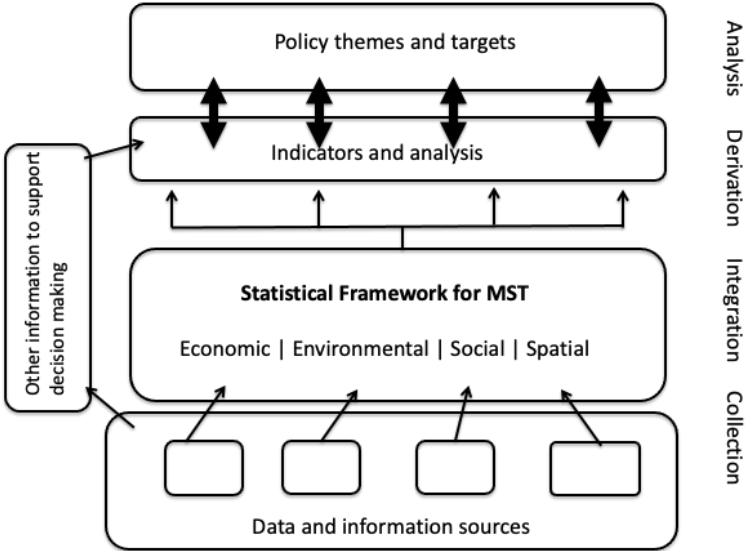 Policy themes and targets
Indicators and analysis
Other information to support
decision making
Statistical Framework for MST
Economic | Environmental | Social | Spatial
Data and information sources
Analysis
Derivation
Integration
Collection